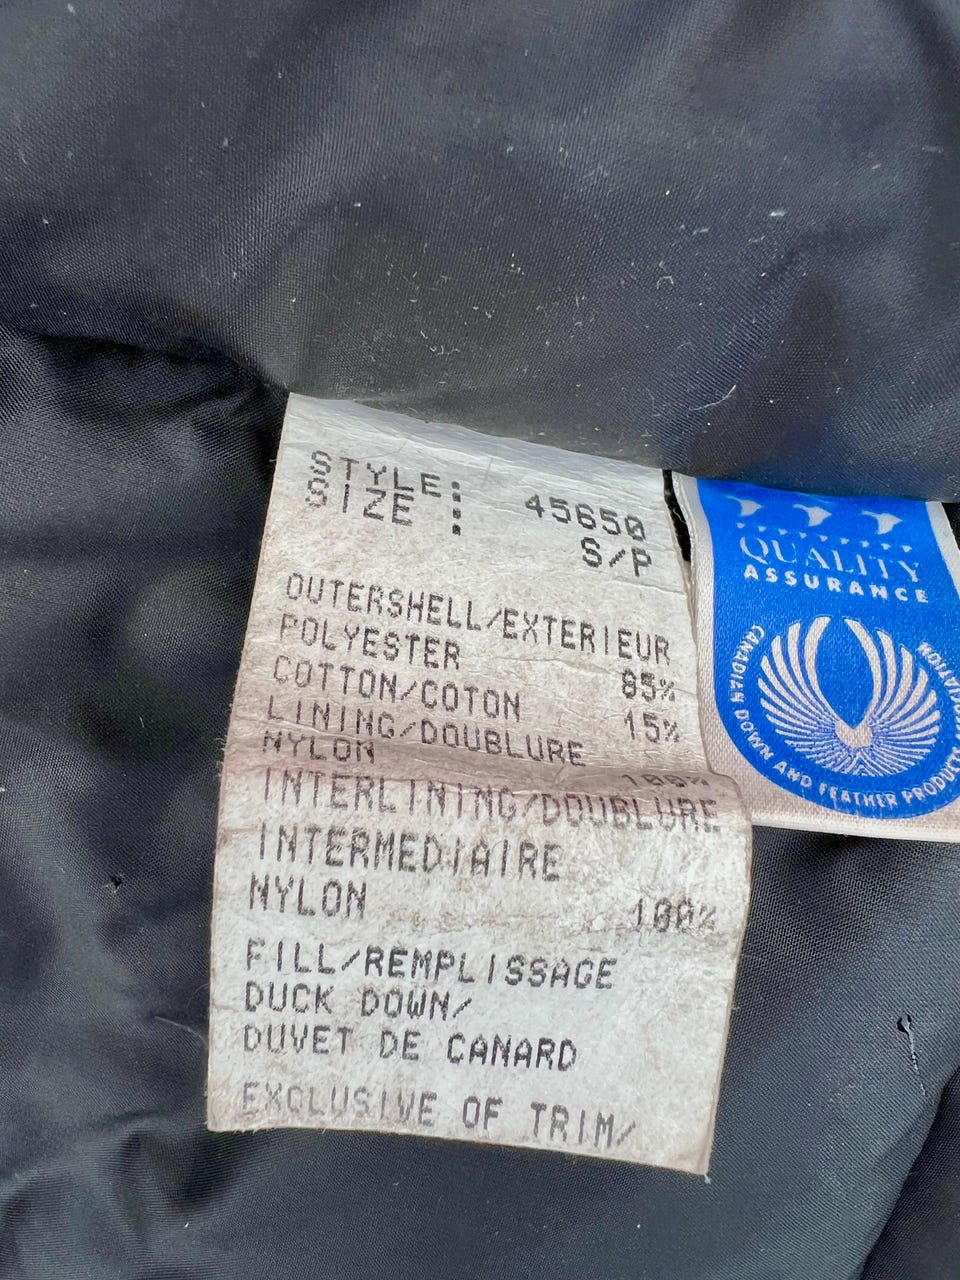 STYLE: 45650
SIZE : S/P
OUTERSHELL/EXTERIEUR
POLYESTER 85%
COTTON/COTON 15%
LINING/DOUBLURE
NYLON 100%
INTERLINING/DOUBLURE
INTERMEDIAIRE
NYLON 100%
FILL/REMPLISSAGE
DUCK DOWN/
DUVET DE CANARD
EXCLUSIVE OF TRIM/
QUALITY
ASSURANCE
CANADIAN DOWN AND FEATHER PRODUCTS ASSOCIATION